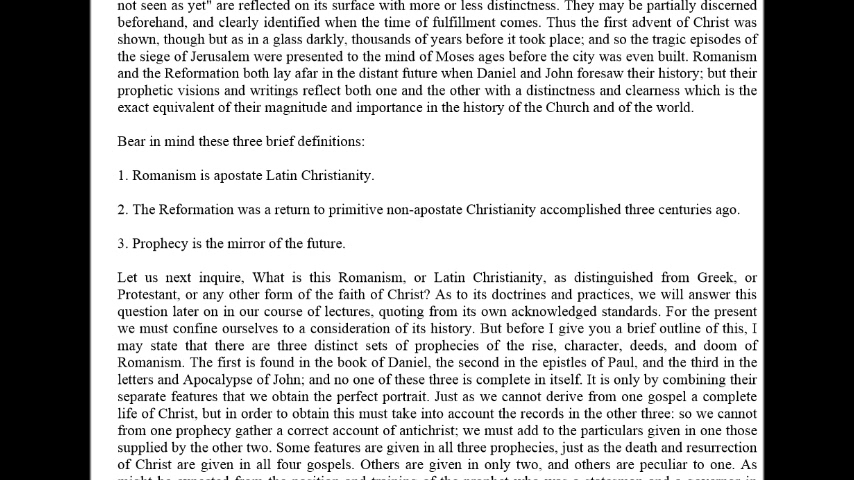 not seen as yet" are reflected on its surface with more or less distinctness. They may be partially discerned
beforehand, and clearly identified when the time of fulfillment comes. Thus the first advent of Christ was
shown, though but as in a glass darkly, thousands of years before it took place; and so the tragic episodes of
the siege of Jerusalem were presented to the mind of Moses ages before the city was even built. Romanism
and the Reformation both lay afar in the distant future when Daniel and John foresaw their history; but their
prophetic visions and writings reflect both one and the other with a distinctness and clearness which is the
exact equivalent of their magnitude and importance in the history of the Church and of the world.
Bear in mind these three brief definitions:
1. Romanism is apostate Latin Christianity.
2. The Reformation was a return to primitive non-apostate Christianity accomplished three centuries ago.
3. Prophecy is the mirror of the future.
Let us next inquire, What is this Romanism, or Latin Christianity, as distinguished from Greek, or
Protestant, or any other form of the faith of Christ? As to its doctrines and practices, we will answer this
question later on in our course of lectures, quoting from its own acknowledged standards. For the present
we must confine ourselves to a consideration of its history. But before I give you a brief outline of this, I
may state that there are three distinct sets of prophecies of the rise, character, deeds, and doom of
Romanism. The first is found in the book of Daniel, the second in the epistles of Paul, and the third in the
letters and Apocalypse of John; and no one of these three is complete in itself. It is only by combining their
separate features that we obtain the perfect portrait. Just as we cannot derive from one gospel a complete
life of Christ, but in order to obtain this must take into account the records in the other three: so we cannot
from one prophecy gather a correct account of antichrist; we must add to the particulars given in one those
supplied by the other two. Some features are given in all three prophecies, just as the death and resurrection
of Christ are given in all four gospels. Others are given in only two, and others are peculiar to one. As
might be expected from the position and training of the prophet who was a statesman and a governor in